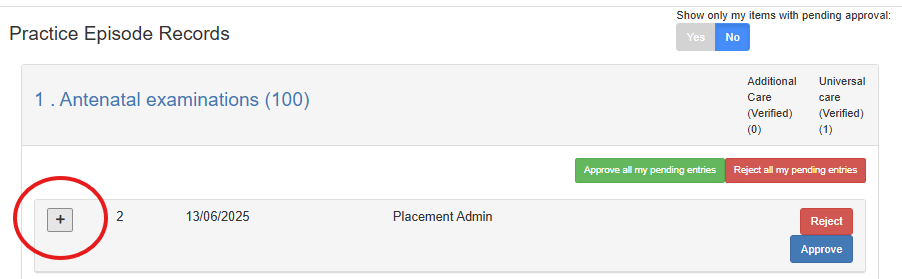 Show only my items with pending approval:
Practice Episode Records
Yes No
1 . Antenatal examinations (100)
Additional
Care
(Verified)
(0)
Universal
care
(Verified)
(1)
Approve all my pending entries Reject all my pending entries
+ 2 13/06/2025 Placement Admin Reject
Approve